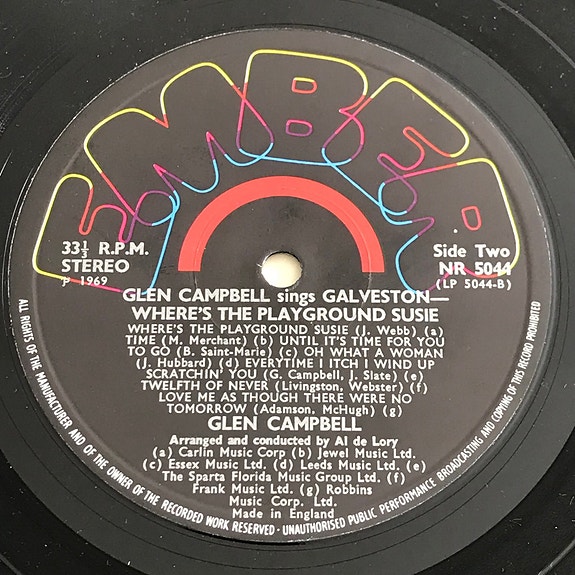 EMBER
33⅓ R.P.M.
STEREO
℗ 1969
Side Two
NR 5044
(LP 5044-B)
GLEN CAMPBELL sings GALVESTON—
WHERE'S THE PLAYGROUND SUSIE
WHERE'S THE PLAYGROUND SUSIE (J. Webb) (a)
TIME (M. Merchant) (b) UNTIL IT'S TIME FOR YOU
TO GO (B. Saint-Marie) (c) OH WHAT A WOMAN
(J. Hubbard) (d) EVERYTIME I ITCH I WIND UP
SCRATCHIN' YOU (G. Campbell, J. Slate) (e)
TWELFTH OF NEVER (Livingston, Webster) (f)
LOVE ME AS THOUGH THERE WERE NO
TOMORROW (Adamson, McHugh) (g)
GLEN CAMPBELL
Arranged and conducted by Al de Lory
(a) Carlin Music Corp (b) Jewel Music Ltd.
(c) Essex Music Ltd. (d) Leeds Music Ltd. (e)
The Sparta Florida Music Group Ltd. (f)
Frank Music Ltd. (g) Robbins
Music Corp. Ltd.
Made in England
ALL RIGHTS OF THE MANUFACTURER AND OF THE OWNER OF THE RECORDED WORK RESERVED · UNAUTHORISED PUBLIC PERFORMANCE BROADCASTING AND COPYING OF THIS RECORD PROHIBITED